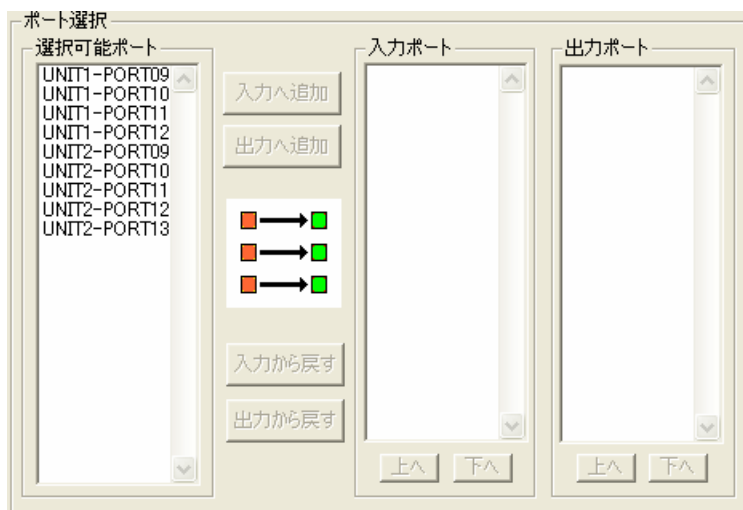 ポート選択
選択可能ポート
UNIT1-PORT09
UNIT1-PORT10
UNIT1-PORT11
UNIT1-PORT12
UNIT2-PORT09
UNIT2-PORT10
UNIT2-PORT11
UNIT2-PORT12
UNIT2-PORT13
入力へ追加
出力へ追加
入力から戻す
出力から戻す
入力ポート
上へ 下へ
出力ポート
上へ 下へ